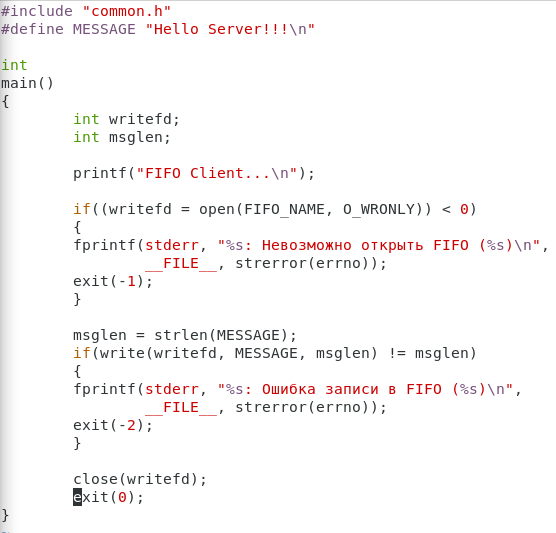 #include "common.h"
#define MESSAGE "Hello Server!!!\n"
int
main()
{
int writefd;
int msglen;
printf("FIFO Client...\n");
if((writefd = open(FIFO_NAME, O_WRONLY)) < 0)
{
fprintf(stderr, "%s: Невозможно открыть FIFO (%s)\n",
__FILE__, strerror(errno));
exit(-1);
}
msglen = strlen(MESSAGE);
if(write(writefd, MESSAGE, msglen) != msglen)
{
fprintf(stderr, "%s: Ошибка записи в FIFO (%s)\n",
__FILE__, strerror(errno));
exit(-2);
}
close(writefd);
exit(0);
}